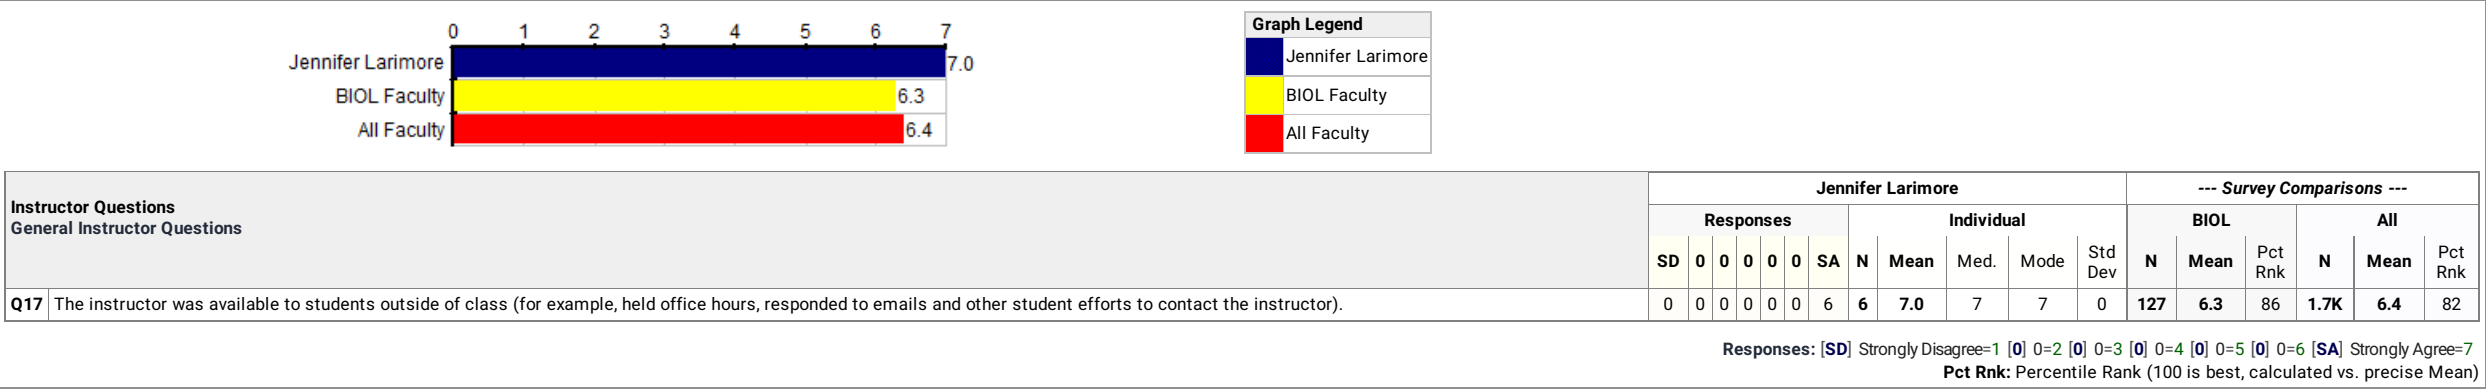 0 1 2 3 4 5 6 7
Jennifer Larimore 7.0
BIOL Faculty 6.3
All Faculty 6.4
Graph Legend
Jennifer Larimore
BIOL Faculty
All Faculty
Instructor Questions
General Instructor Questions
Jennifer Larimore --- Survey Comparisons ---
Responses Individual BIOL All
SD 0 0 0 0 0 SA N Mean Med. Mode Std Dev N Mean Pct Rnk N Mean Pct Rnk
Q17 The instructor was available to students outside of class (for example, held office hours, responded to emails and other student efforts to contact the instructor). 0 0 0 0 0 0 6 6 7.0 7 7 0 127 6.3 86 1.7K 6.4 82
Responses: [SD] Strongly Disagree=1 [0] 0=2 [0] 0=3 [0] 0=4 [0] 0=5 [0] 0=6 [SA] Strongly Agree=7
Pct Rnk: Percentile Rank (100 is best, calculated vs. precise Mean)